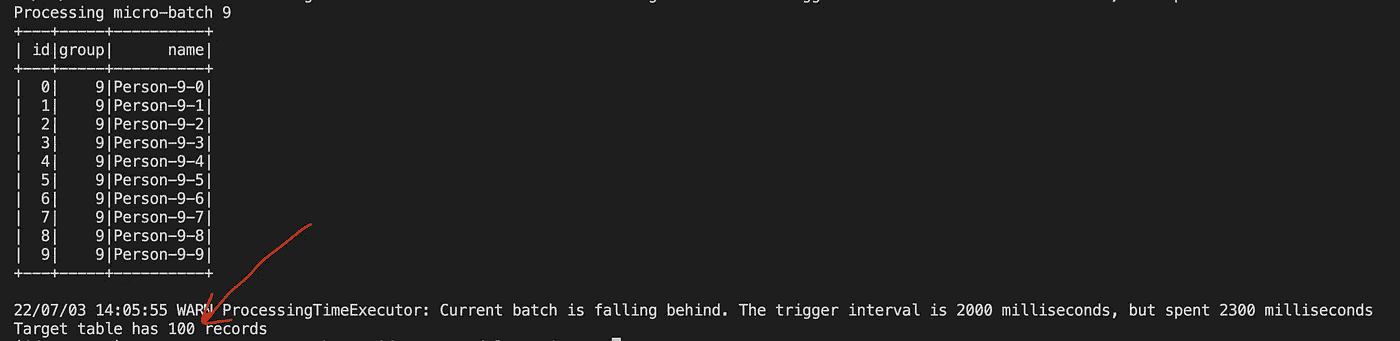 Processing micro-batch 9
+---+-----+----------+
| id|group|      name|
+---+-----+----------+
|  0|    9|Person-9-0|
|  1|    9|Person-9-1|
|  2|    9|Person-9-2|
|  3|    9|Person-9-3|
|  4|    9|Person-9-4|
|  5|    9|Person-9-5|
|  6|    9|Person-9-6|
|  7|    9|Person-9-7|
|  8|    9|Person-9-8|
|  9|    9|Person-9-9|
+---+-----+----------+
22/07/03 14:05:55 WARN ProcessingTimeExecutor: Current batch is falling behind. The trigger interval is 2000 milliseconds, but spent 2300 milliseconds
Target table has 100 records